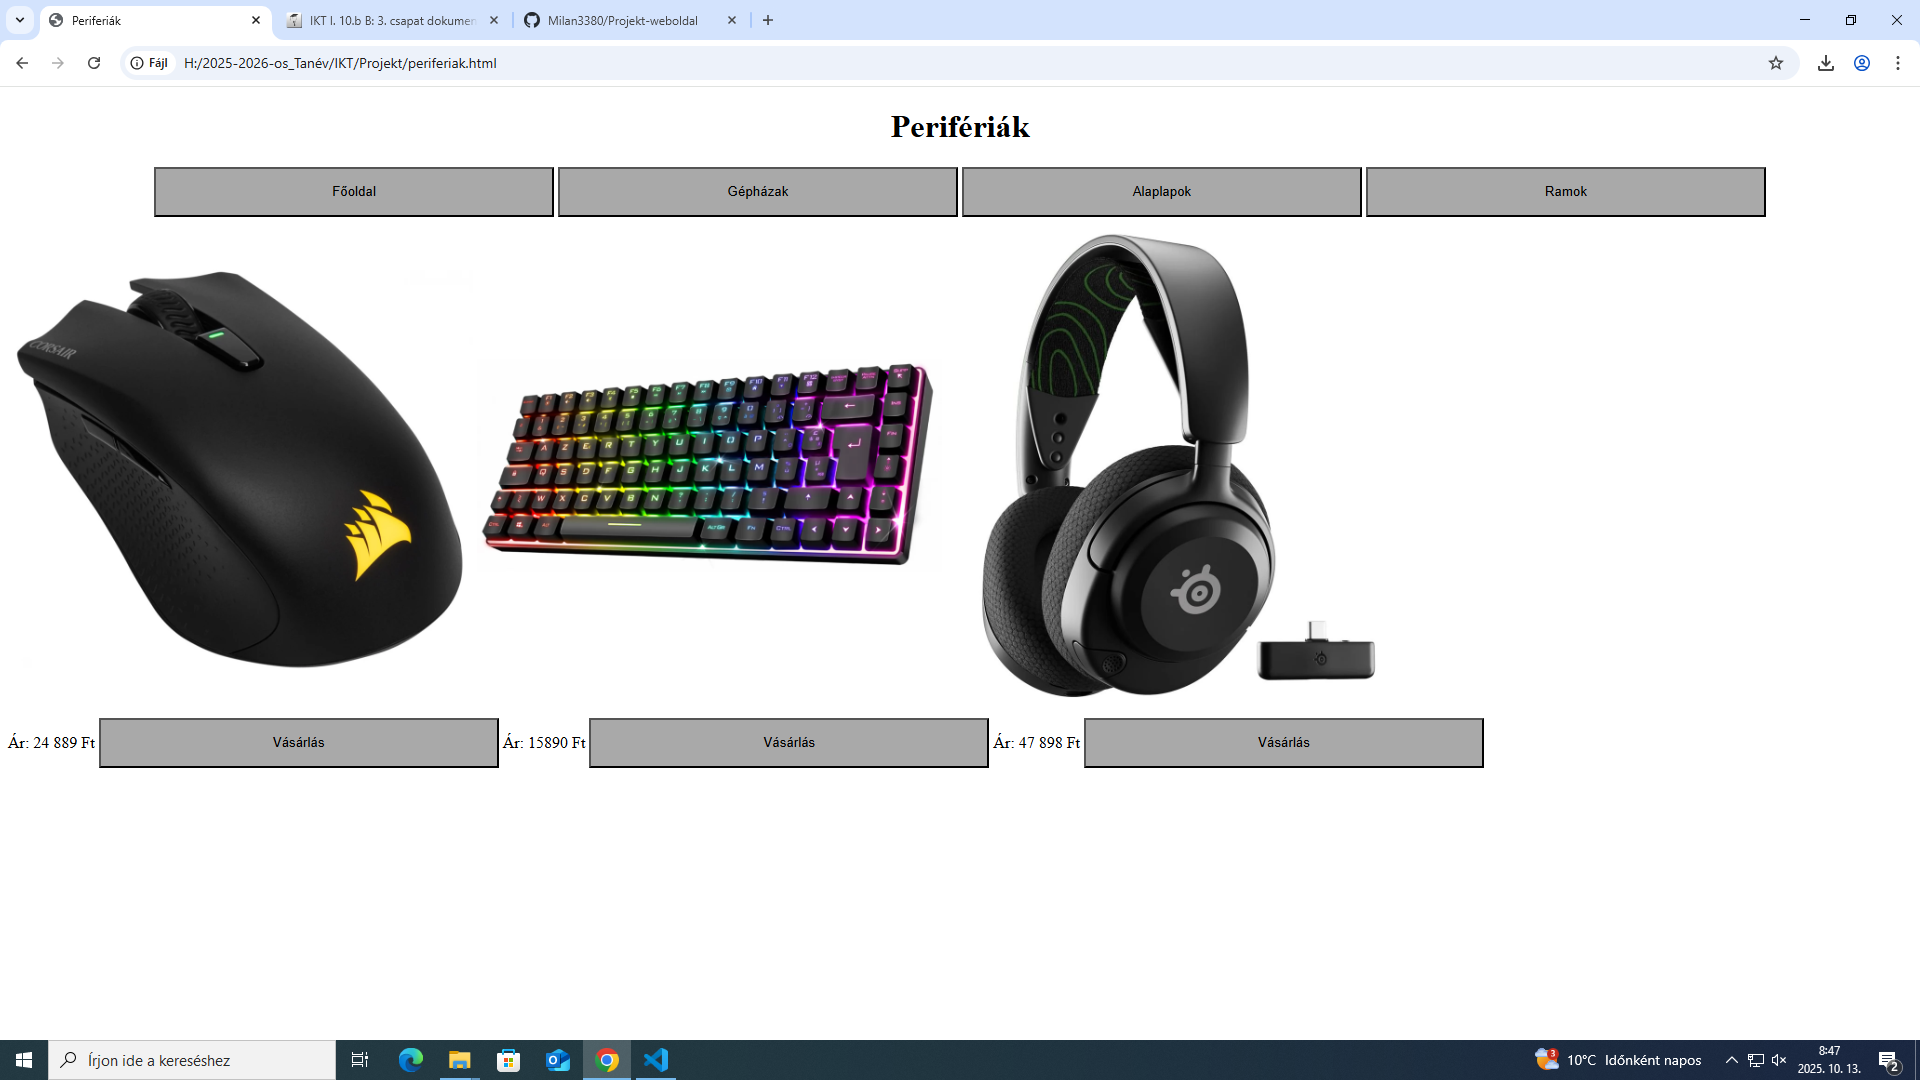 Periferiák
IKT I. 10.b B: 3. csapat dokumen
Milan3380/Projekt-weboldal
Fájl
H:/2025-2026-os_Tanév/IKT/Projekt/periferiak.html
Perifériák
Főoldal
Gépházak
Alaplapok
Ramok
CORSAIR
Ár: 24 889 Ft
Vásárlás
Ár: 15890 Ft
Vásárlás
Ár: 47 898 Ft
Vásárlás
Írjon ide a kereséshez
3
10°C Időnként napos
8:47
2025. 10. 13.
2